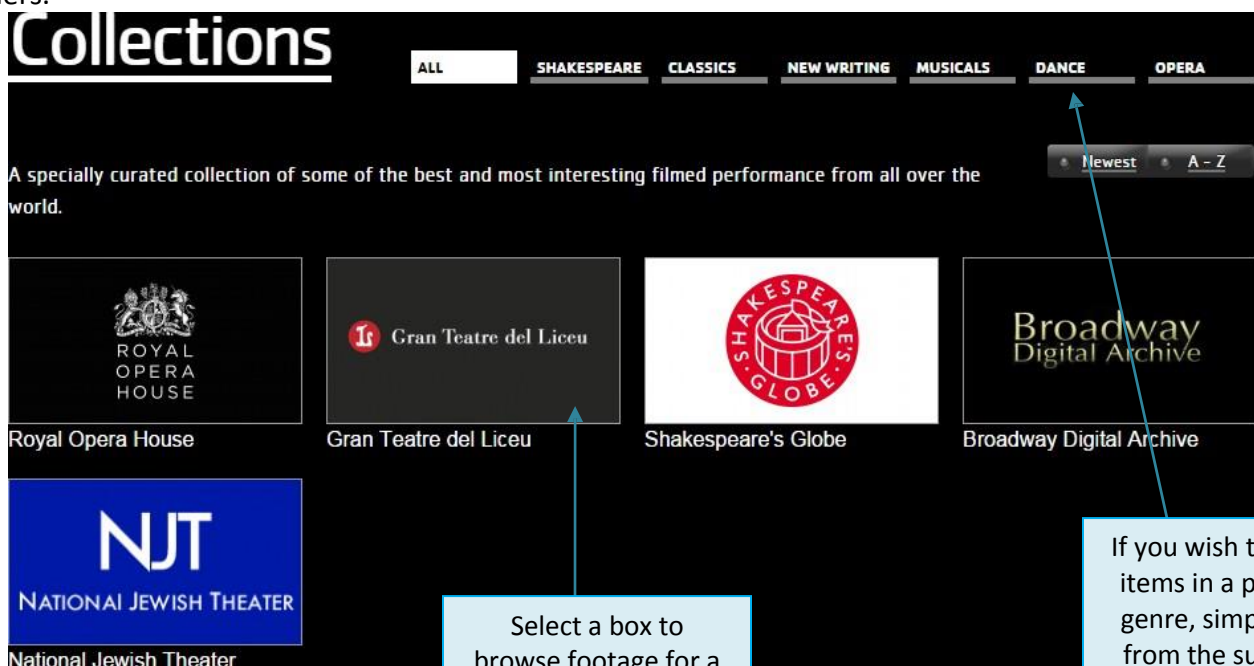 Collections
ALL SHAKESPEARE CLASSICS NEW WRITING MUSICALS DANCE OPERA
Newest A - Z
A specially curated collection of some of the best and most interesting filmed performance from all over the
world.
ROYAL
OPERA
HOUSE
Gran Teatre del Liceu
SHAKESPEARE'S GLOBE
Broadway
Digital Archive
Royal Opera House
Gran Teatre del Liceu
Shakespeare's Globe
Broadway Digital Archive
NJT
NATIONAL JEWISH THEATER
National Jewish Theater
Select a box to
browse footage for a
If you wish
items in a
genre,
from the